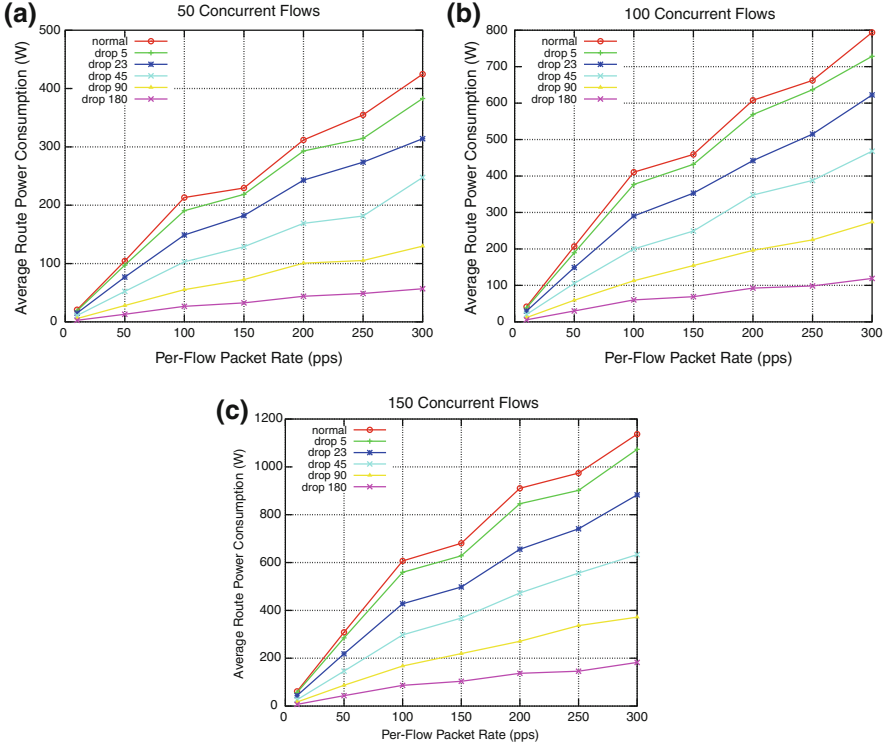 (a)
50 Concurrent Flows
500
400
300
200
100
0
normal
drop 5
drop 23
drop 45
drop 90
drop 180
Average Route Power Consumption (W)
0 50 100 150 200 250 300
Per-Flow Packet Rate (pps)
(b)
100 Concurrent Flows
800
700
600
500
400
300
200
100
0
normal
drop 5
drop 23
drop 45
drop 90
drop 180
Average Route Power Consumption (W)
0 50 100 150 200 250 300
Per-Flow Packet Rate (pps)
(c)
150 Concurrent Flows
1200
1000
800
600
400
200
0
normal
drop 5
drop 23
drop 45
drop 90
drop 180
Average Route Power Consumption (W)
0 50 100 150 200 250 300
Per-Flow Packet Rate (pps)